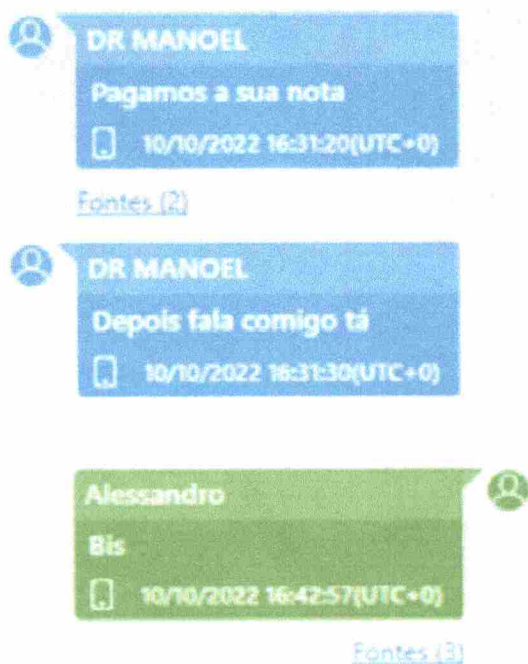 DR MANOEL
Pagamos a sua nota
10/10/2022 16:31:20(UTC+0)
Fontes (2)
DR MANOEL
Depois fala comigo tá
10/10/2022 16:31:30(UTC+0)
Alessandro
Bis
10/10/2022 16:42:57(UTC+0)
Fontes (3)